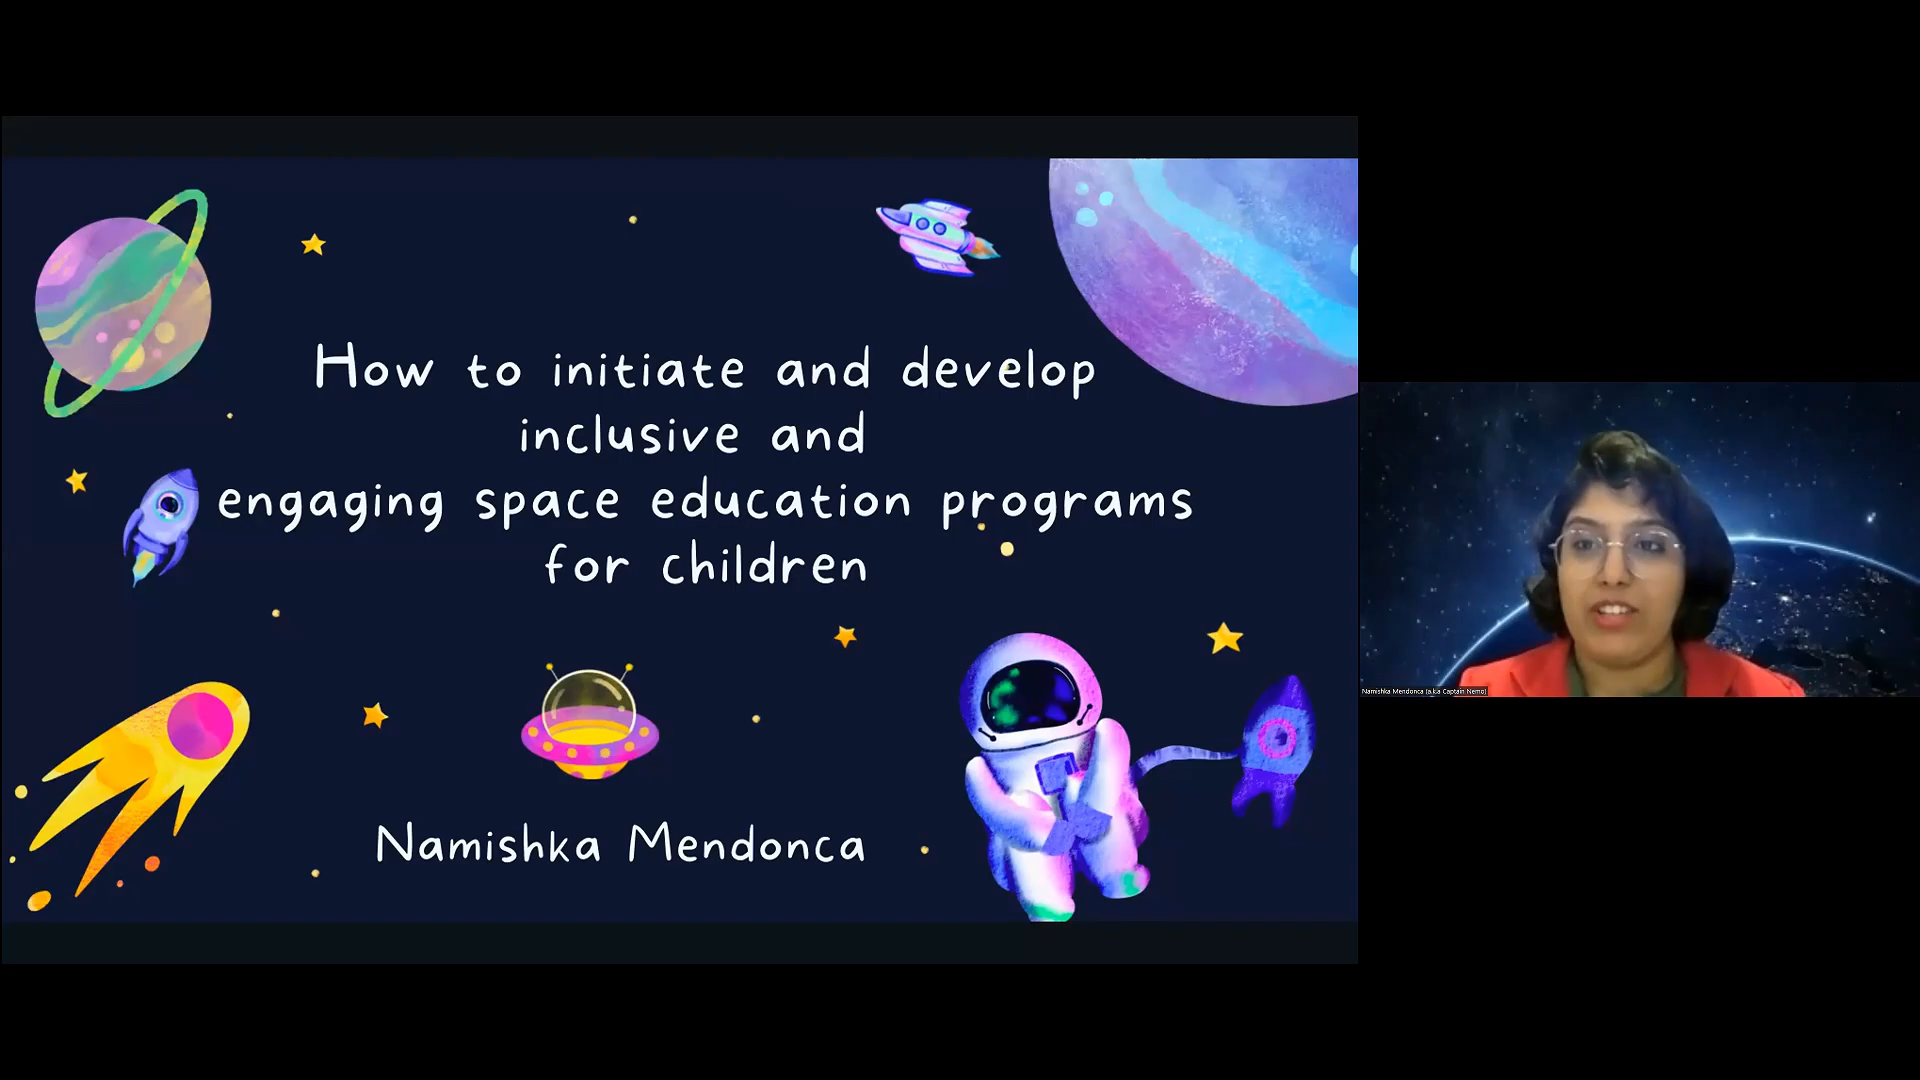 How to initiate and develop
inclusive and
engaging space education programs
for children
Namishka Mendonca
Namishka Mendonca (a.k.a Captain Nemo)